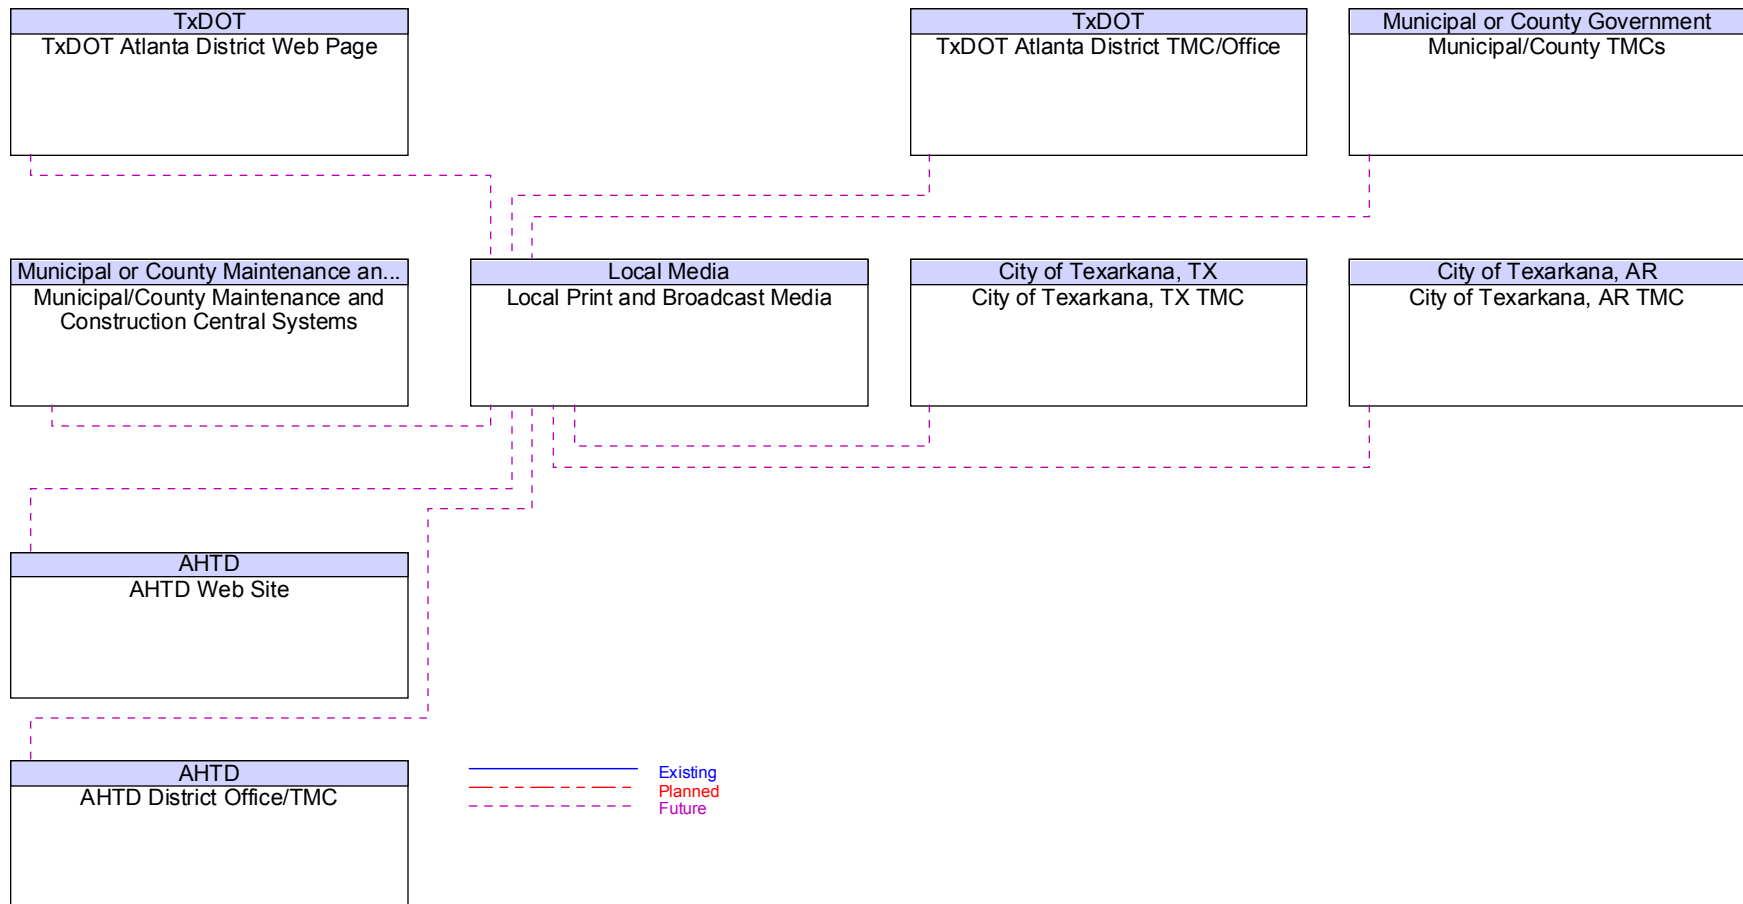 TxDOT
TxDOT Atlanta District Web Page
TxDOT
TxDOT Atlanta District TMC/Office
Municipal or County Government
Municipal/County TMCs
Municipal or County Maintenance an...
Municipal/County Maintenance and
Construction Central Systems
Local Media
Local Print and Broadcast Media
City of Texarkana, TX
City of Texarkana, TX TMC
City of Texarkana, AR
City of Texarkana, AR TMC
AHTD
AHTD Web Site
AHTD
AHTD District Office/TMC
Existing
Planned
Future